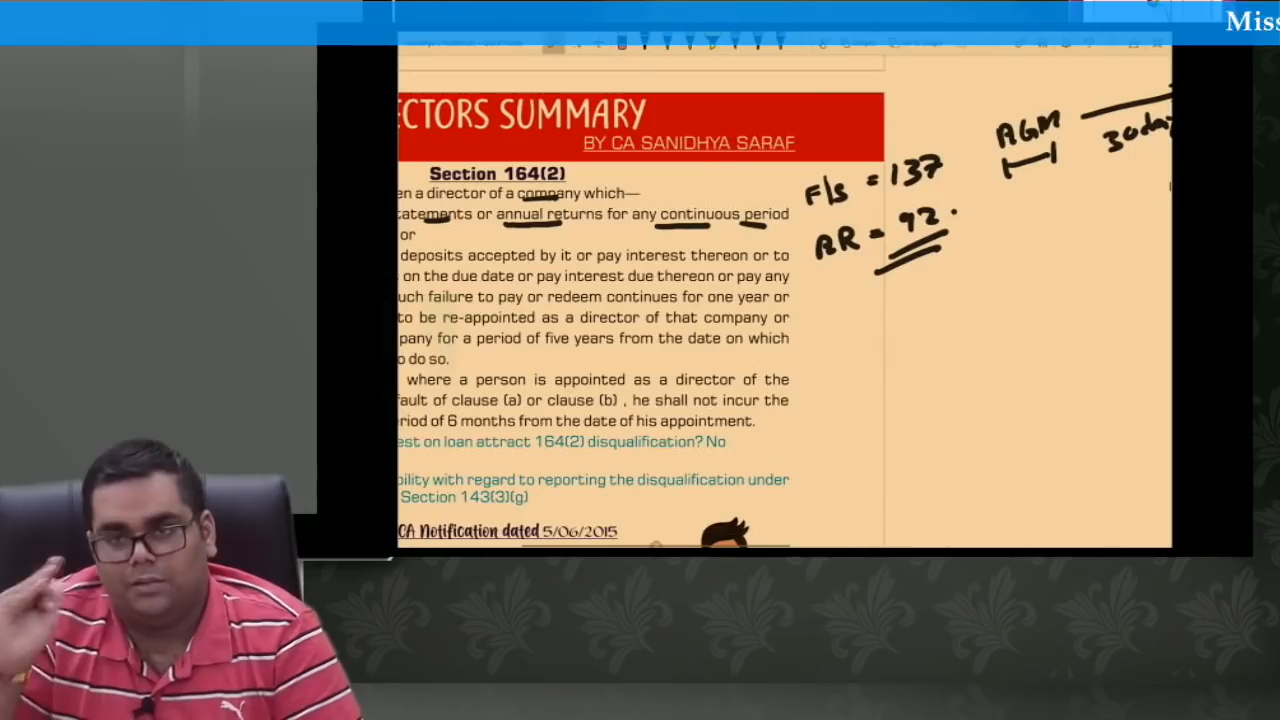 Miss
ECTORS SUMMARY
BY CA SANIDHYA SARAF
Section 164(2)
en a director of a company which—
tatements or annual returns for any continuous period
or
deposits accepted by it or pay interest thereon or to
on the due date or pay interest due thereon or pay any
uch failure to pay or redeem continues for one year or
to be re-appointed as a director of that company or
pany for a period of five years from the date on which
o do so.
where a person is appointed as a director of the
fault of clause (a) or clause (b) , he shall not incur the
riod of 6 months from the date of his appointment.
est on loan attract 164(2) disqualification? No
bility with regard to reporting the disqualification under
Section 143(3)(g)
CA Notification dated 5/06/2015
F/s = 137
AR = 92.
AGM
30 day